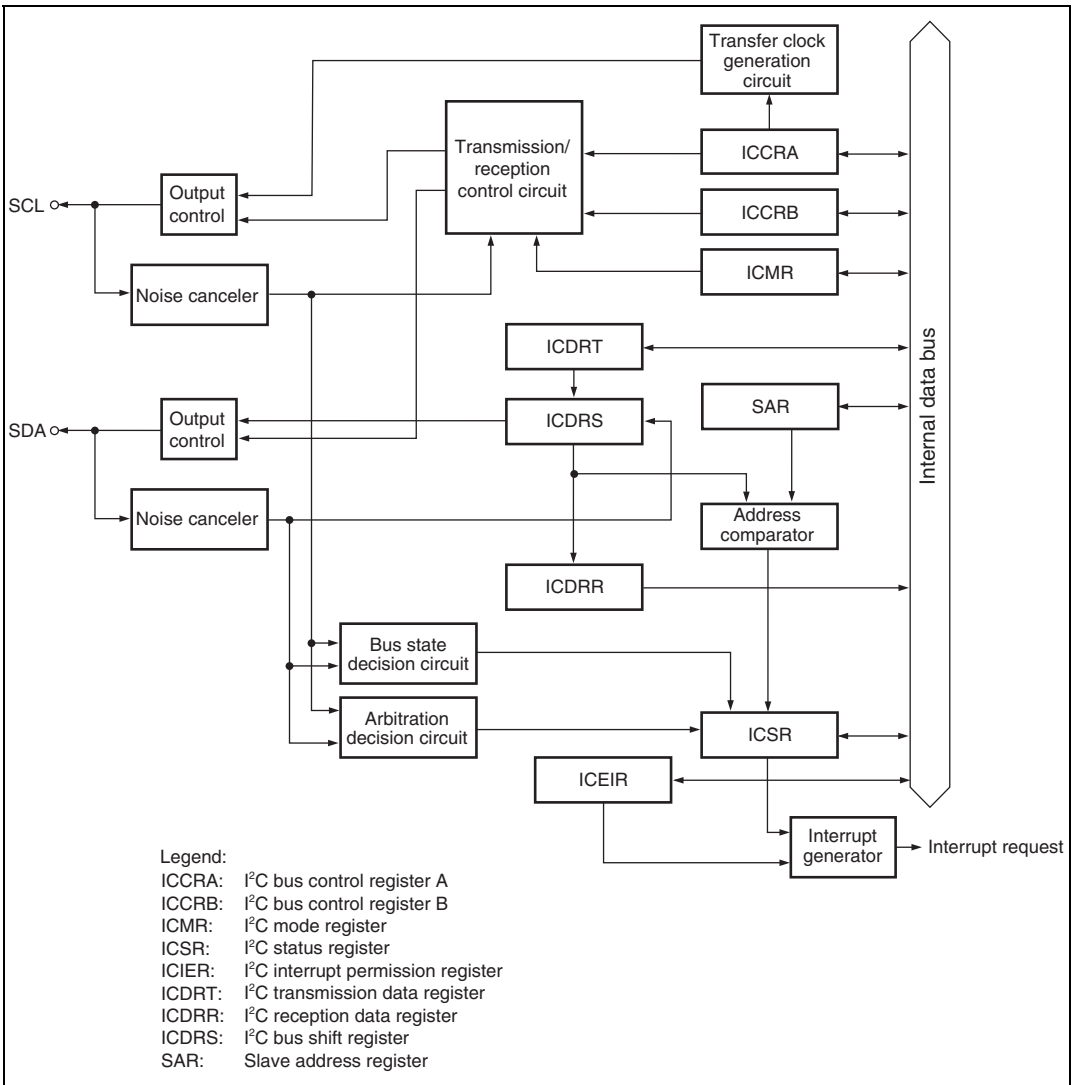 Transfer clock
generation
circuit
Transmission/
reception
control circuit
ICCRA
Output
control
SCL
ICCRB
ICMR
Noise canceler
ICDRT
Internal data bus
SAR
Output
control
ICDRS
SDA
Noise canceler
Address
comparator
ICDRR
Bus state
decision circuit
Arbitration
decision circuit
ICSR
ICEIR
Interrupt
generator
Interrupt request
Legend:
ICCRA: I²C bus control register A
ICCRB: I²C bus control register B
ICMR: I²C mode register
ICSR: I²C status register
ICIER: I²C interrupt permission register
ICDRT: I²C transmission data register
ICDRR: I²C reception data register
ICDRS: I²C bus shift register
SAR: Slave address register